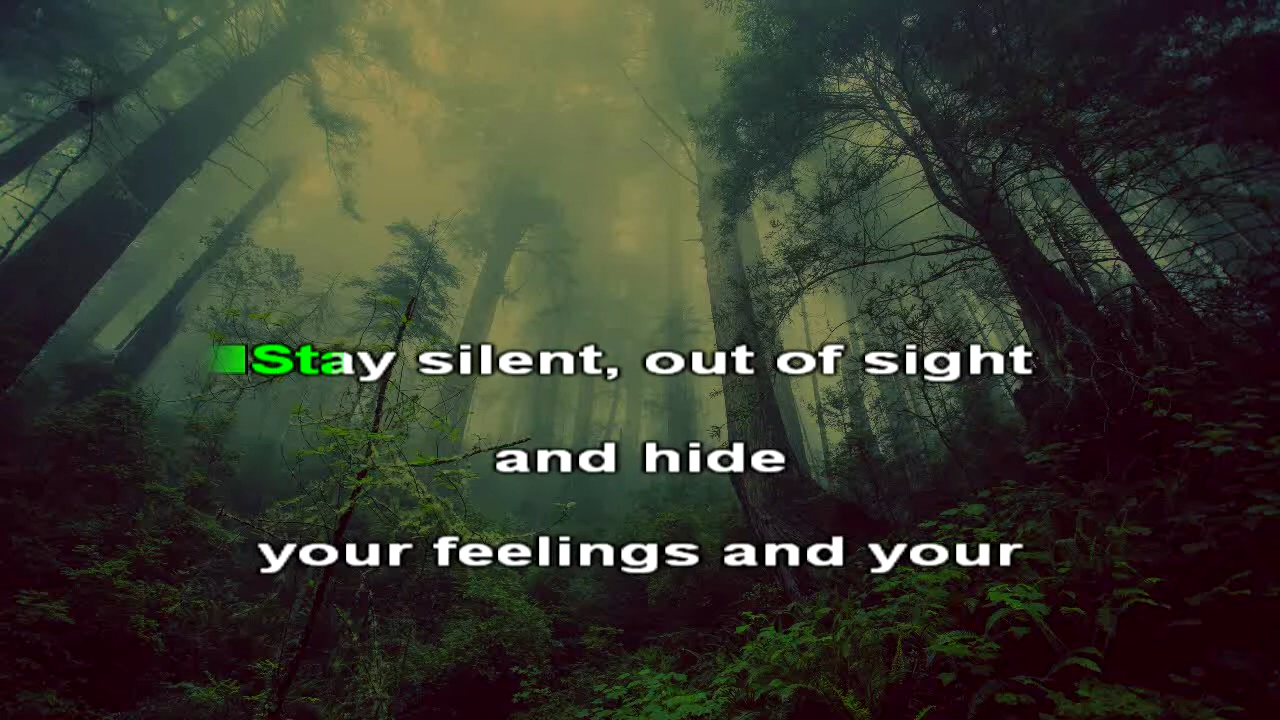 Stay silent, out of sight
and hide
your feelings and your